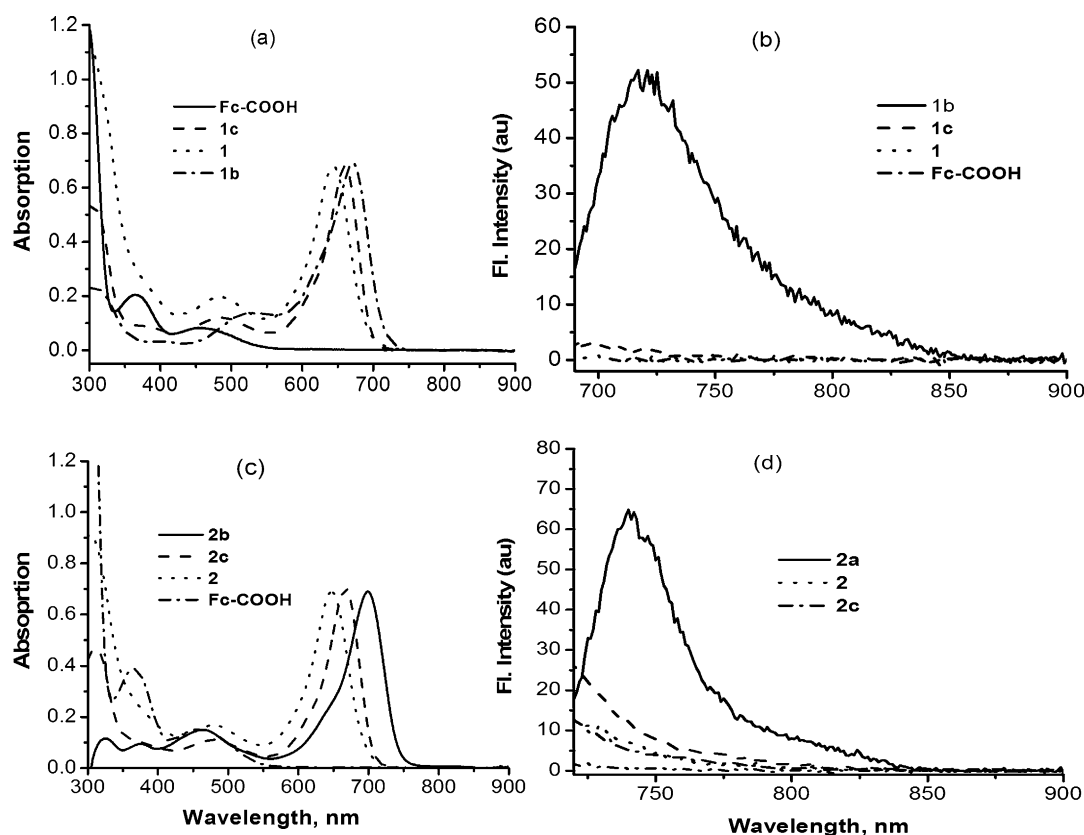 (a)
Absorption
1.2
1.0
0.8
0.6
0.4
0.2
0.0
Fc-COOH
1c
1
1b
300 400 500 600 700 800 900
(b)
Fl. Intensity (au)
60
50
40
30
20
10
0
1b
1c
1
Fc-COOH
700 750 800 850 900
(c)
Absoprtion
1.2
1.0
0.8
0.6
0.4
0.2
0.0
2b
2c
2
Fc-COOH
300 400 500 600 700 800 900
Wavelength, nm
(d)
Fl. Intensity (au)
80
70
60
50
40
30
20
10
0
2a
2
2c
750 800 850 900
Wavelength, nm